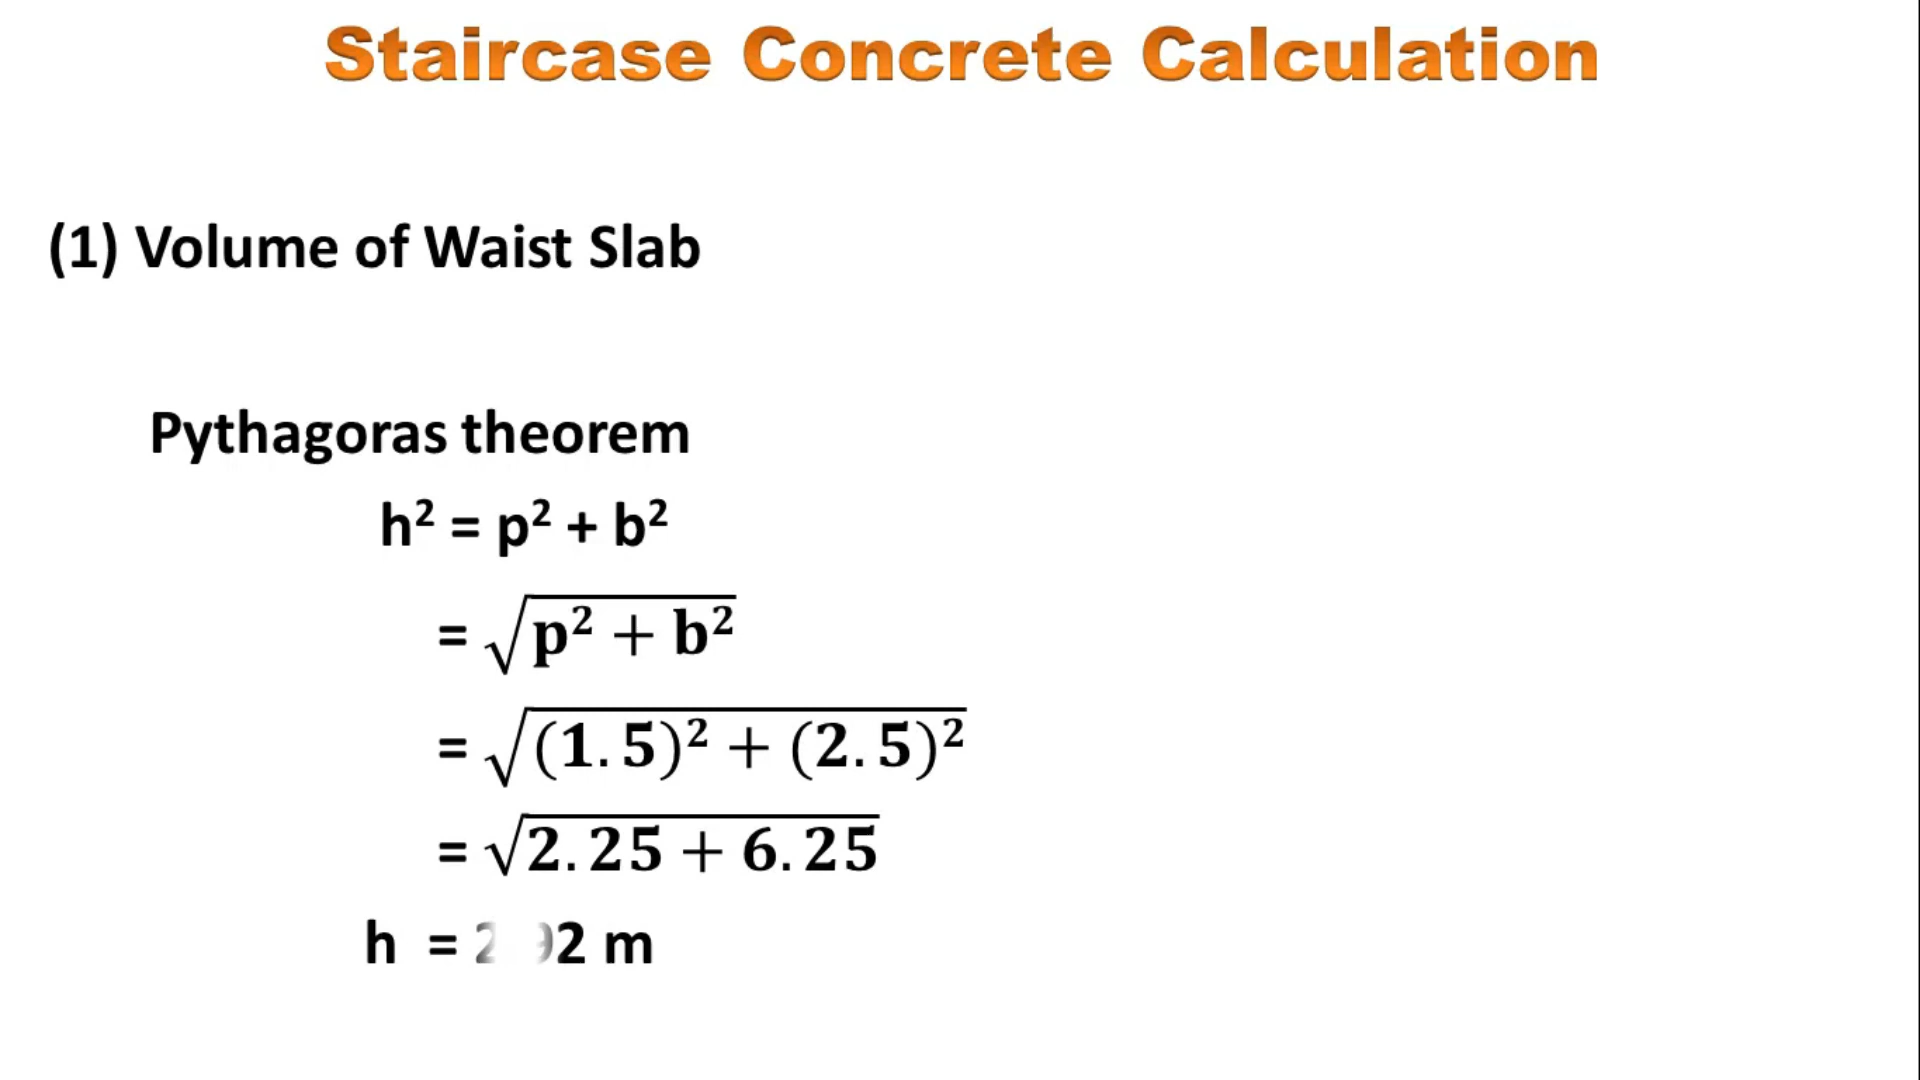 Staircase Concrete Calculation
(1) Volume of Waist Slab
Pythagoras theorem
h² = p² + b²
= √p² + b²
= √(1.5)² + (2.5)²
= √2.25 + 6.25
h = m